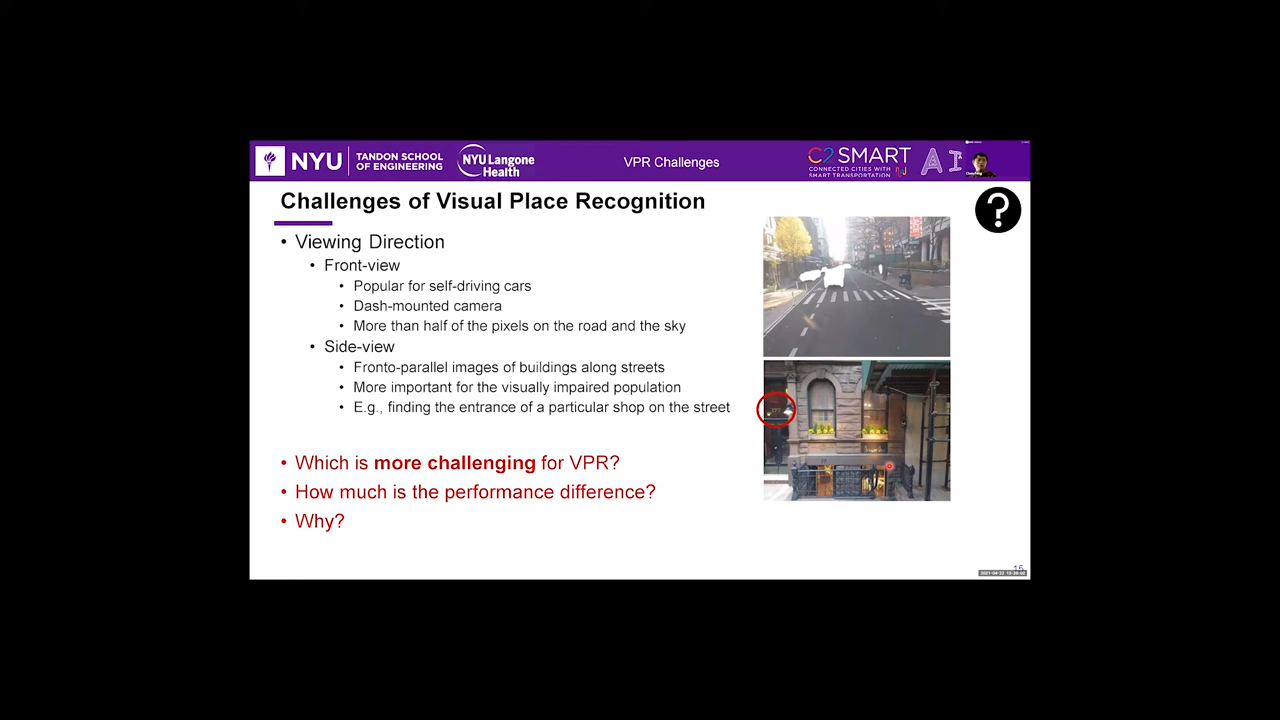 NYU
TANDON SCHOOL
OF ENGINEERING
NYU Langone
Health
VPR Challenges
C2 SMART
CONNECTED CITIES WITH
SMART TRANSPORTATION
AI
Challenges of Visual Place Recognition
?
• Viewing Direction
• Front-view
• Popular for self-driving cars
• Dash-mounted camera
• More than half of the pixels on the road and the sky
• Side-view
• Fronto-parallel images of buildings along streets
• More important for the visually impaired population
• E.g., finding the entrance of a particular shop on the street
• Which is more challenging for VPR?
• How much is the performance difference?
• Why?
15